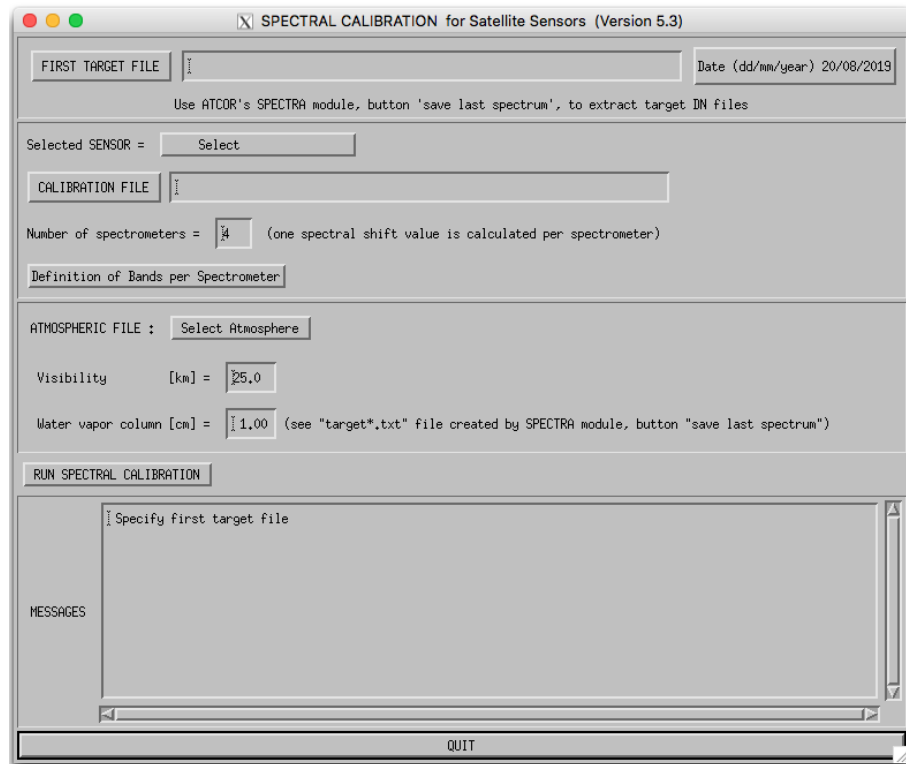 SPECTRAL CALIBRATION for Satellite Sensors (Version 5.3)
FIRST TARGET FILE Date (dd/mm/year) 20/08/2019
Use ATCOR's SPECTRA module, button 'save last spectrum', to extract target DN files
Selected SENSOR = Select
CALIBRATION FILE
Number of spectrometers = 4 (one spectral shift value is calculated per spectrometer)
Definition of Bands per Spectrometer
ATMOSPHERIC FILE : Select Atmosphere
Visibility [km] = 25.0
Water vapor column [cm] = 1.00 (see "target*.txt" file created by SPECTRA module, button "save last spectrum")
RUN SPECTRAL CALIBRATION
Specify first target file
MESSAGES
QUIT